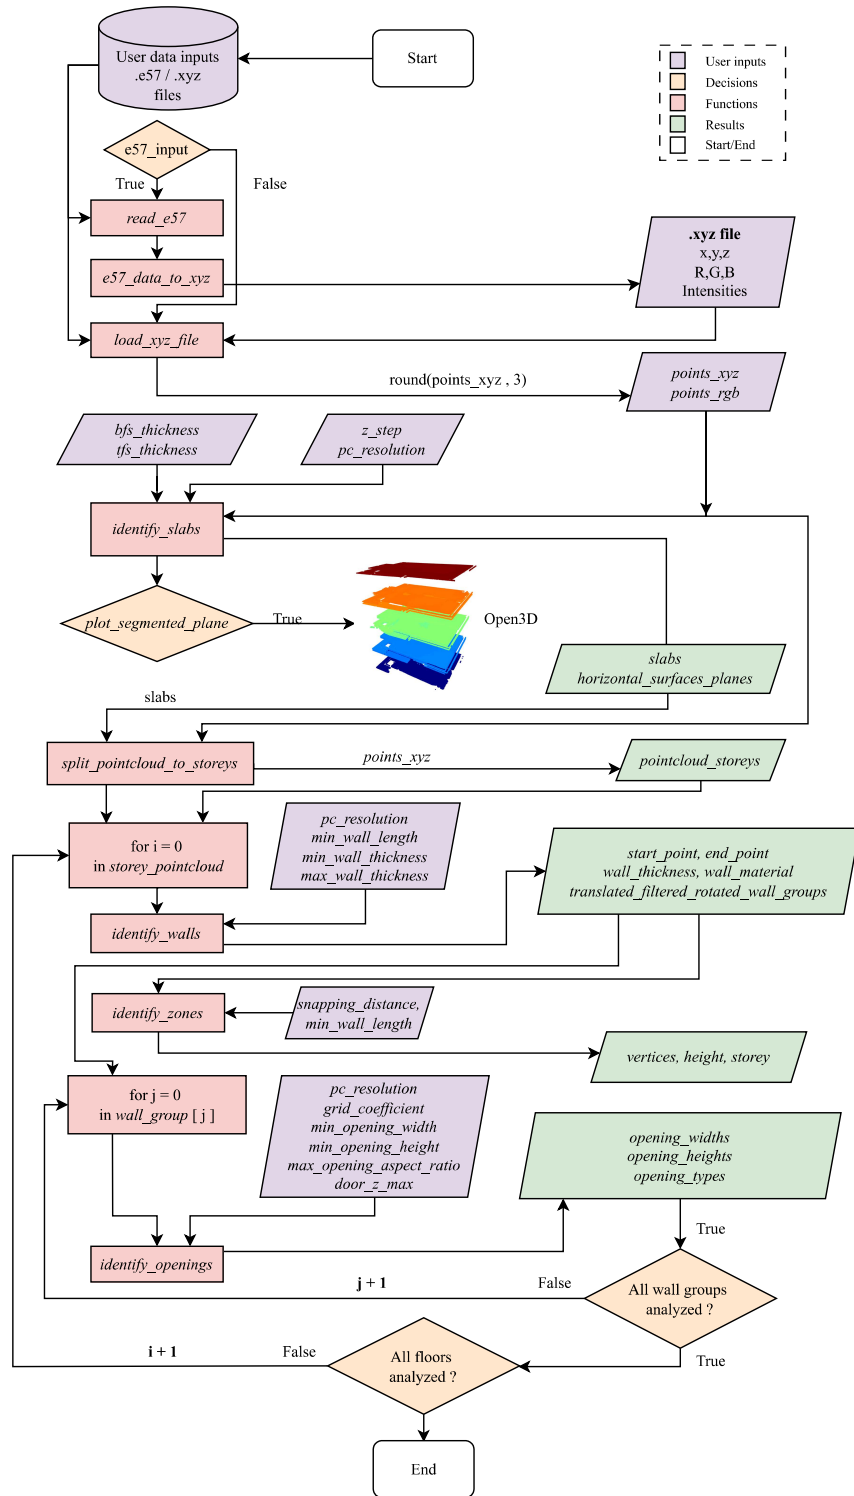 User data inputs
.e57 / .xyz
files
Start
User inputs
Decisions
Functions
Results
Start/End
e57_input
True
False
read_e57
e57_data_to_xyz
.xyz file
x,y,z
R,G,B
Intensities
load_xyz_file
round(points_xyz , 3)
points_xyz
points_rgb
bfs_thickness
tfs_thickness
z_step
pc_resolution
identify_slabs
plot_segmented_plane
True
Open3D
slabs
horizontal_surfaces_planes
slabs
split_pointcloud_to_storeys
points_xyz
pointcloud_storeys
for i = 0
in storey_pointcloud
pc_resolution
min_wall_length
min_wall_thickness
max_wall_thickness
start_point, end_point
wall_thickness, wall_material
translated_filtered_rotated_wall_groups
identify_walls
identify_zones
snapping_distance,
min_wall_length
vertices, height, storey
for j = 0
in wall_group [ j ]
pc_resolution
grid_coefficient
min_opening_width
min_opening_height
max_opening_aspect_ratio
door_z_max
opening_widths
opening_heights
opening_types
identify_openings
True
j + 1
False
All wall groups
analyzed ?
i + 1
False
All floors
analyzed ?
True
End